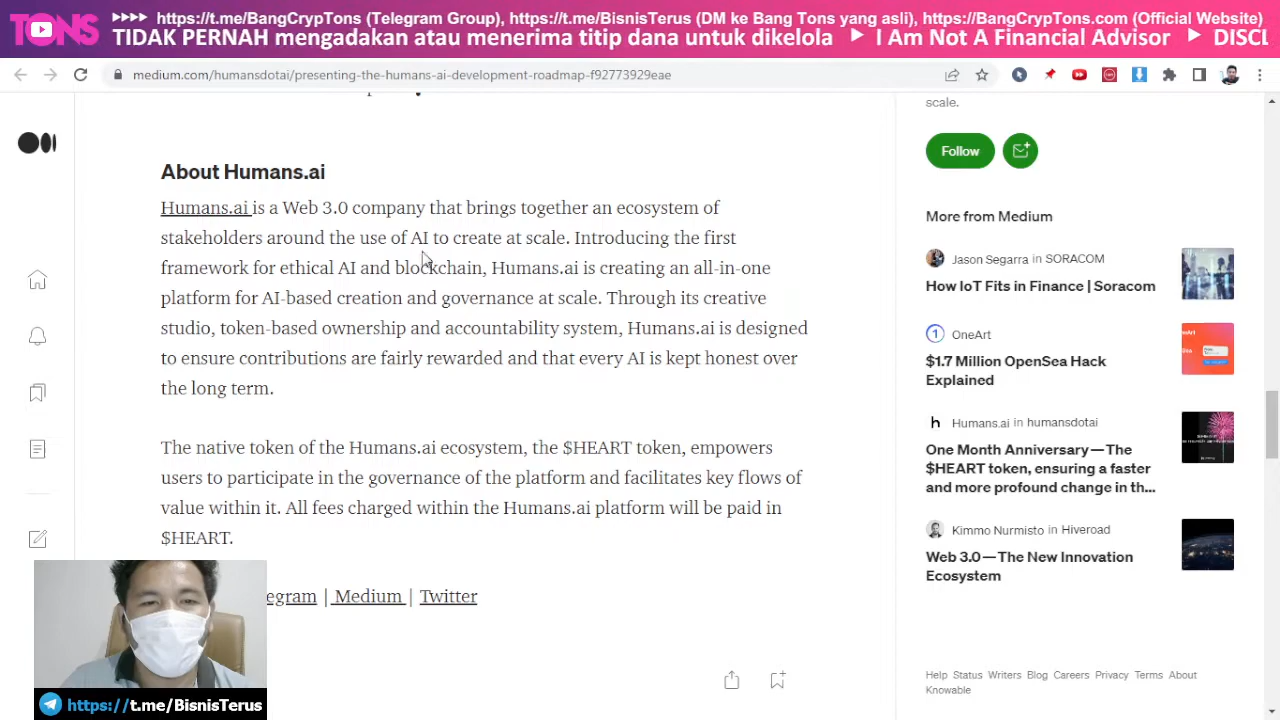 TONS
https://t.me/BangCrypTons (Telegram Group), https://t.me/BisnisTerus (DM ke Bang Tons yang asli), https://BangCrypTons.com (Official Website)
TIDAK PERNAH mengadakan atau menerima titip dana untuk dikelola I Am Not A Financial Advisor DISCL
medium.com/humansdotai/presenting-the-humans-ai-development-roadmap-f92773929eae
About Humans.ai
Humans.ai is a Web 3.0 company that brings together an ecosystem of
stakeholders around the use of AI to create at scale. Introducing the first
framework for ethical AI and blockchain, Humans.ai is creating an all-in-one
platform for AI-based creation and governance at scale. Through its creative
studio, token-based ownership and accountability system, Humans.ai is designed
to ensure contributions are fairly rewarded and that every AI is kept honest over
the long term.
The native token of the Humans.ai ecosystem, the $HEART token, empowers
users to participate in the governance of the platform and facilitates key flows of
value within it. All fees charged within the Humans.ai platform will be paid in
$HEART.
egram | Medium | Twitter
https://t.me/BisnisTerus
scale.
Follow
More from Medium
Jason Segarra in SORACOM
How IoT Fits in Finance | Soracom
OneArt
$1.7 Million OpenSea Hack
Explained
Humans.ai in humansdotai
One Month Anniversary — The
$HEART token, ensuring a faster
and more profound change in th...
Kimmo Nurmisto in Hiveroad
Web 3.0 — The New Innovation
Ecosystem
Help Status Writers Blog Careers Privacy Terms About
Knowable